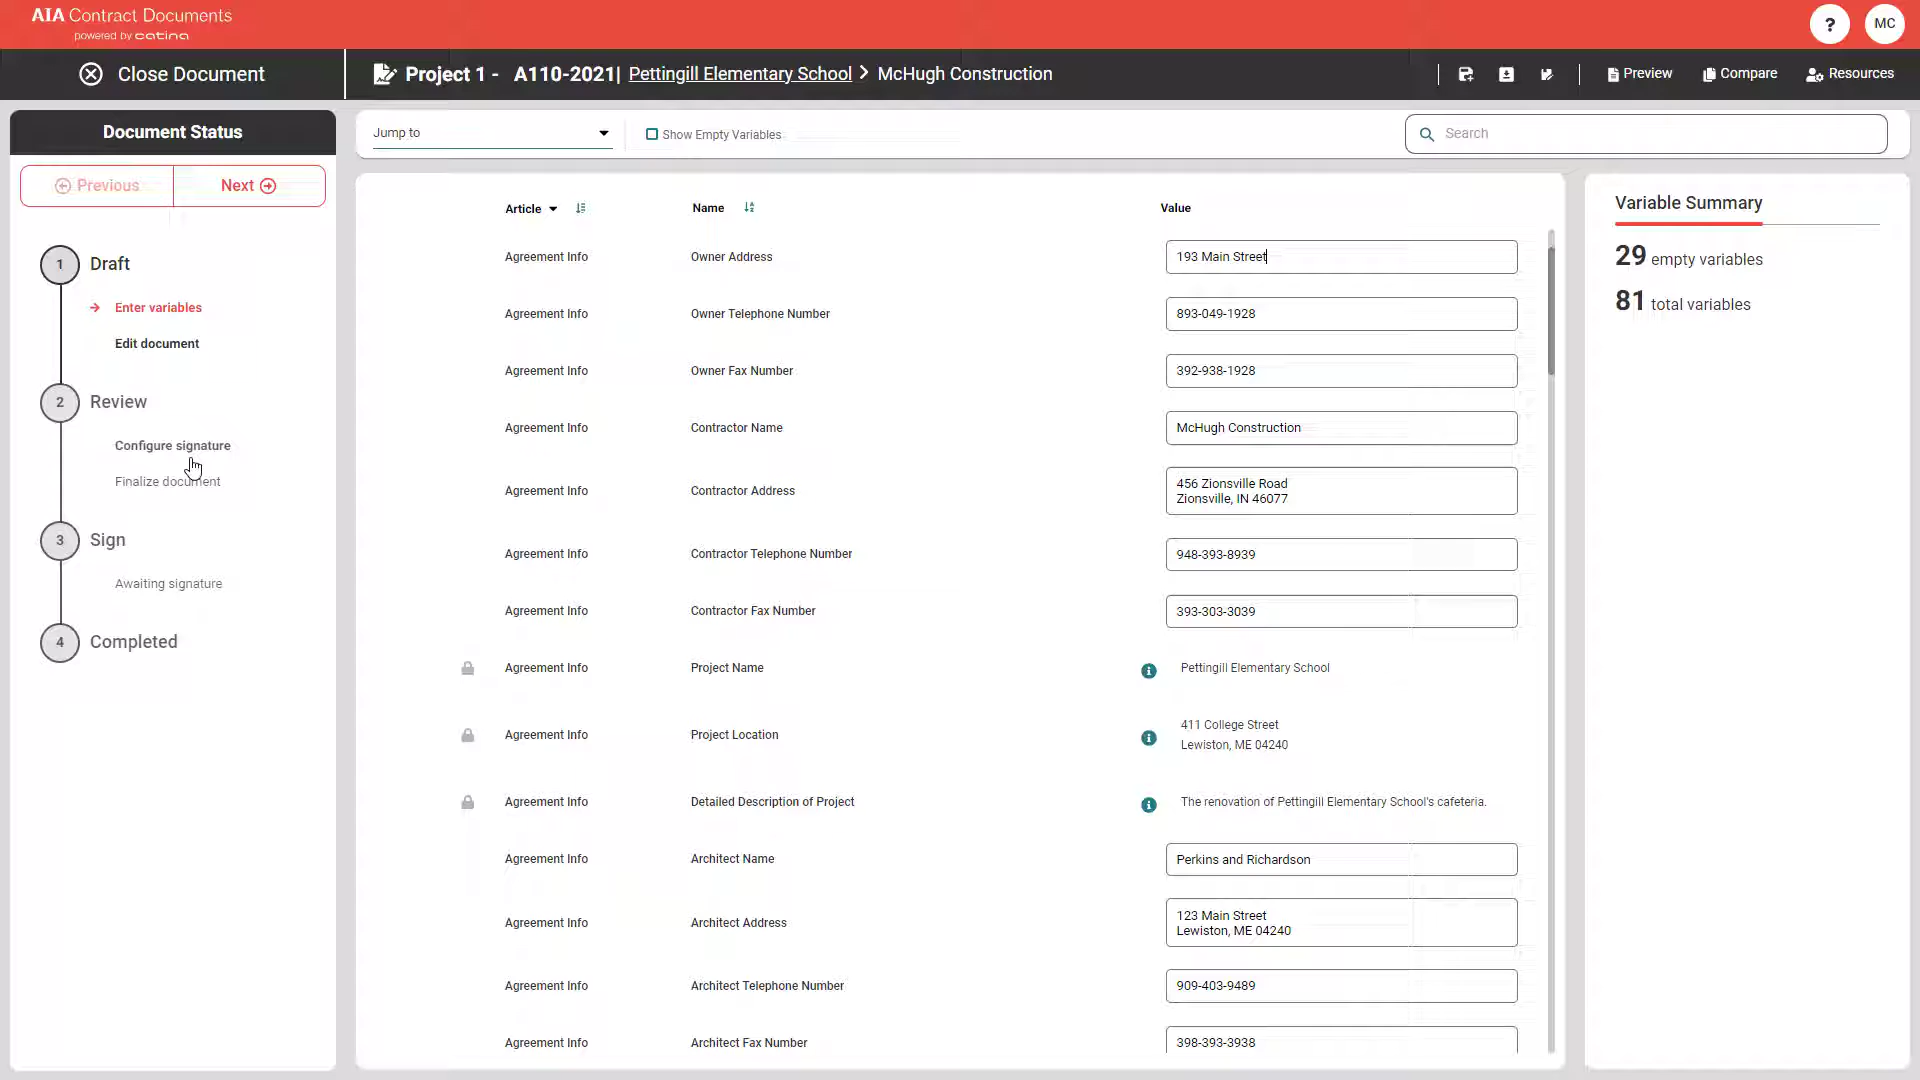 AIA Contract Documents
powered by catina
?
MC
Close Document
Project 1 - A110-2021| Pettingill Elementary School > McHugh Construction
Preview
Compare
Resources
Document Status
Previous
Next
1 Draft
Enter variables
Edit document
2 Review
Configure signature
Finalize document
3 Sign
Awaiting signature
4 Completed
Jump to
Show Empty Variables
Search
Article Name Value
Agreement Info Owner Address 193 Main Street
Agreement Info Owner Telephone Number 893-049-1928
Agreement Info Owner Fax Number 392-938-1928
Agreement Info Contractor Name McHugh Construction
Agreement Info Contractor Address 456 Zionsville Road
Zionsville, IN 46077
Agreement Info Contractor Telephone Number 948-393-8939
Agreement Info Contractor Fax Number 393-303-3039
Agreement Info Project Name Pettingill Elementary School
Agreement Info Project Location 411 College Street
Lewiston, ME 04240
Agreement Info Detailed Description of Project The renovation of Pettingill Elementary School's cafeteria.
Agreement Info Architect Name Perkins and Richardson
Agreement Info Architect Address 123 Main Street
Lewiston, ME 04240
Agreement Info Architect Telephone Number 909-403-9489
Agreement Info Architect Fax Number 398-393-3938
Variable Summary
29 empty variables
81 total variables